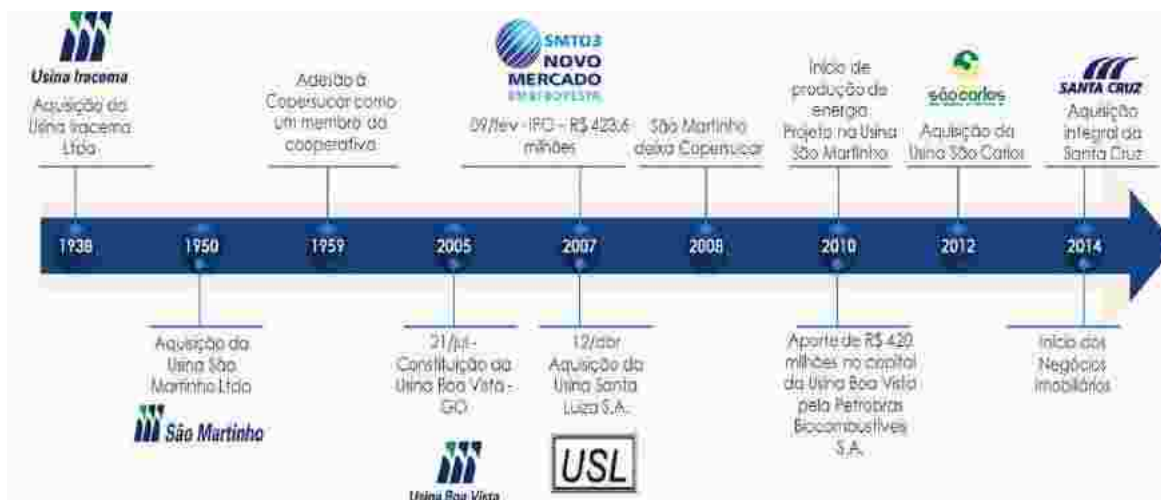 Usina Iracema
Aquisição da
Usina Iracema
Ltda
Adesão à
Copersucar como
um membro da
cooperativa
SMTO3
NOVO
MERCADO
BM&FBOVESPA
09/fev - IPO - R$ 423,6
milhões
São Martinho
deixa Copersucar
Início de
produção de
energia
Projeto na Usina
São Martinho
são carlos
Aquisição da
Usina São Carlos
SANTA CRUZ
Aquisição
integral da
Santa Cruz
1938
1950
1959
2005
2007
2008
2010
2012
2014
Aquisição da
Usina São
Martinho Ltda
São Martinho
21/jul -
Constituição da
Usina Boa Vista -
GO
Usina Boa Vista
12/abr
Aquisição da
Usina Santa
Luiza S.A.
USL
Aporte de R$ 420
milhões no capital
da Usina Boa Vista
pela Petrobras
Biocombustíveis
S.A.
Início dos
Negócios
Imobiliários